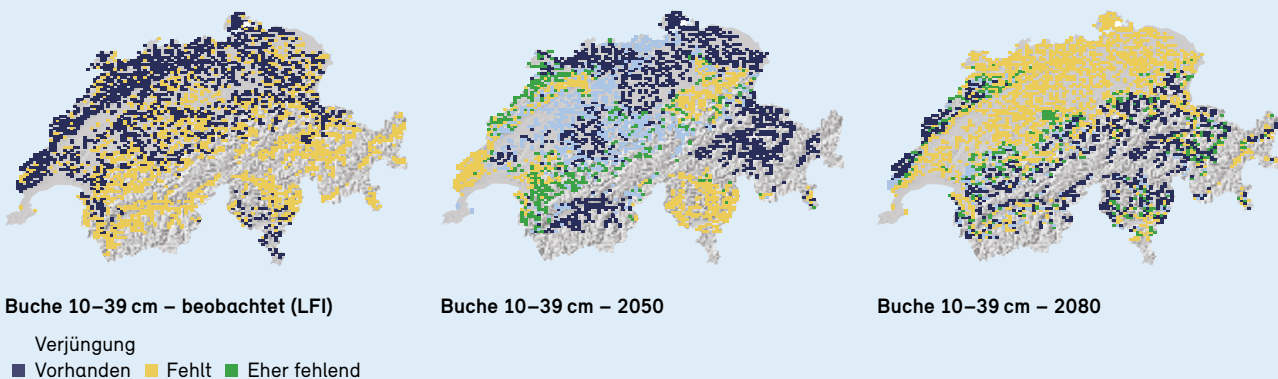 Buche 10–39 cm – beobachtet (LFI)
Buche 10–39 cm – 2050
Buche 10–39 cm – 2080
Verjüngung
Vorhanden Fehlt Eher fehlend